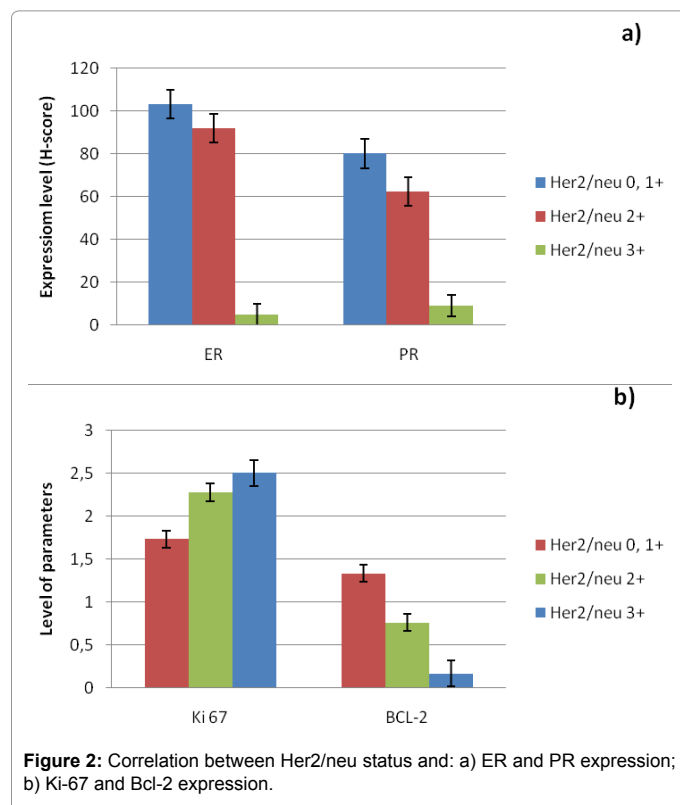 a)
120
100
80
60
40
20
0
Expressiom level (H-score)
ER
PR
Her2/neu 0, 1+
Her2/neu 2+
Her2/neu 3+
b)
3
2,5
2
1,5
1
0,5
0
Level of parameters
Ki 67
BCL-2
Her2/neu 0, 1+
Her2/neu 2+
Her2/neu 3+
Figure 2: Correlation between Her2/neu status and: a) ER and PR expression;
b) Ki-67 and Bcl-2 expression.